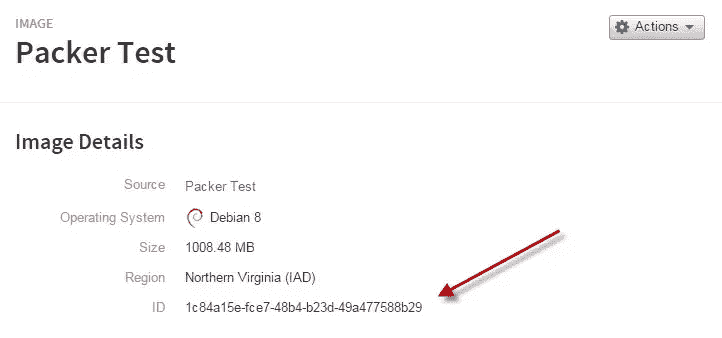 IMAGE
Packer Test
Actions
Image Details
Source Packer Test
Operating System Debian 8
Size 1008.48 MB
Region Northern Virginia (IAD)
ID 1c84a15e-fce7-48b4-b23d-49a477588b29